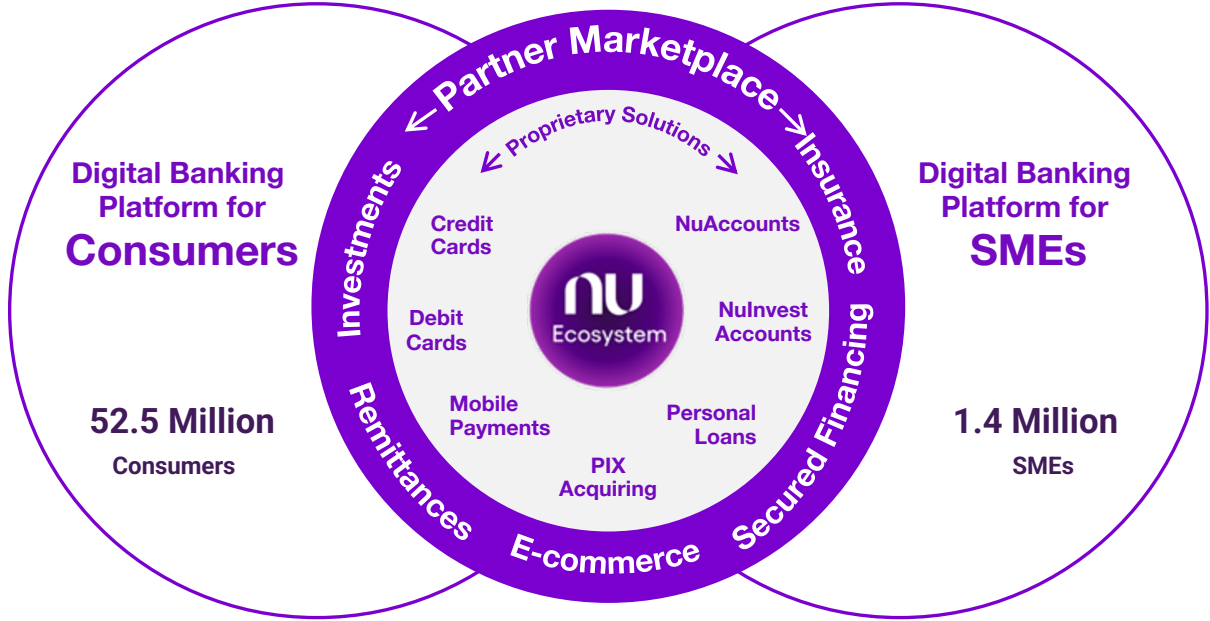 Digital Banking
Platform for
Consumers
52.5 Million
Consumers
← Partner Marketplace →
Investments
Remittances
E-commerce
Secured Financing
Insurance
← Proprietary Solutions →
Credit
Cards
Debit
Cards
Mobile
Payments
PIX
Acquiring
Personal
Loans
NuInvest
Accounts
NuAccounts
nu
Ecosystem
Digital Banking
Platform for
SMEs
1.4 Million
SMEs